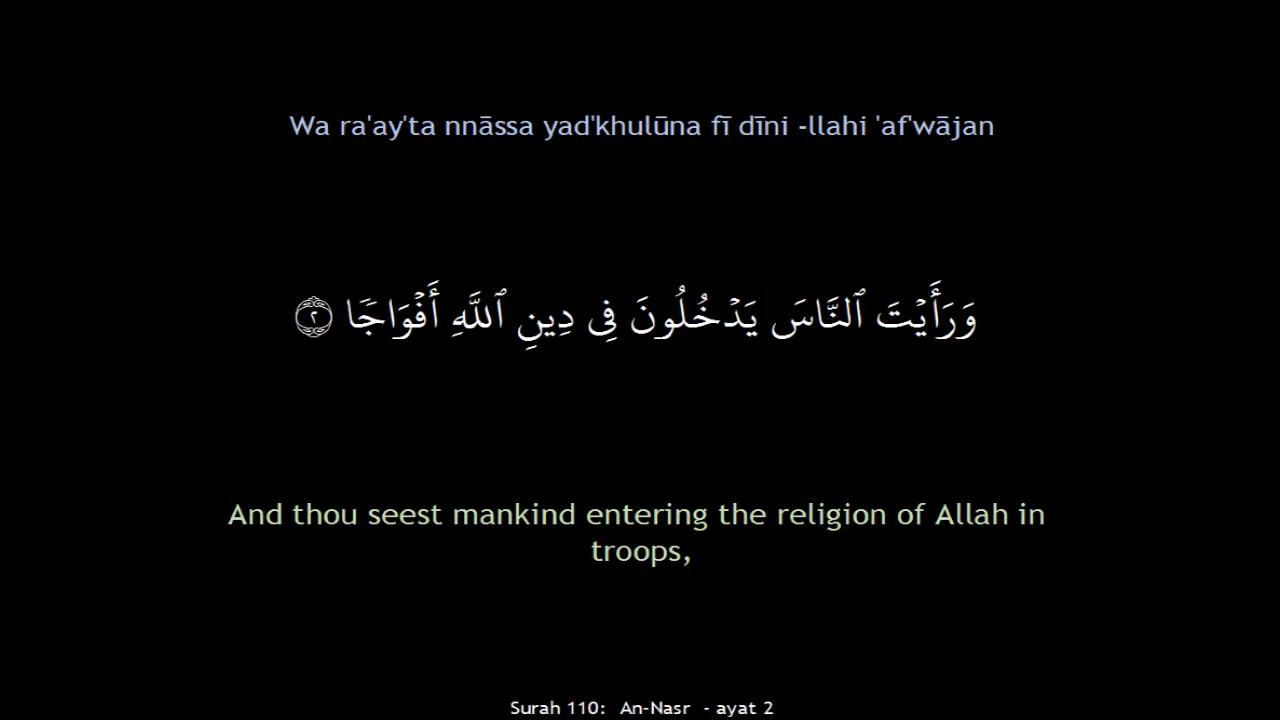 Wa ra'ay'ta nnāssa yad'khulūna fī dīni -llahi 'af'wājan
وَرَأَيْتَ ٱلنَّاسَ يَدْخُلُونَ فِى دِينِ ٱللَّهِ أَفْوَاجًا ٢
And thou seest mankind entering the religion of Allah in
troops,
Surah 110: An-Nasr - ayat 2